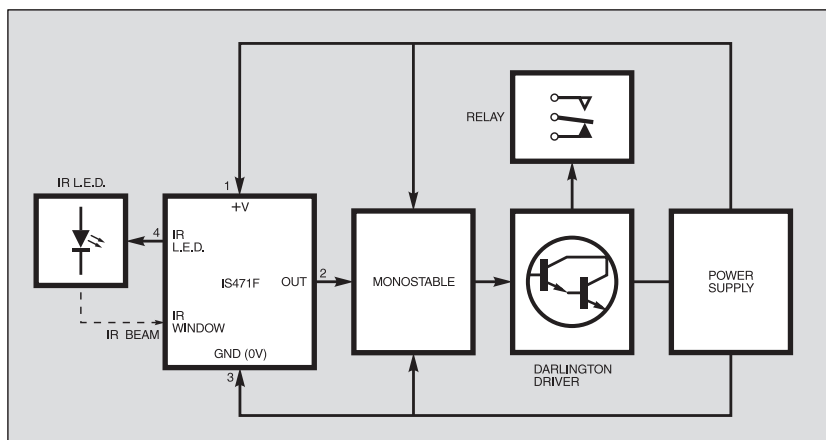 RELAY
IR L.E.D.
1
+V
4
IR
L.E.D.
IS471F
OUT
2
MONOSTABLE
POWER
SUPPLY
IR
WINDOW
IR BEAM
GND (0V)
3
DARLINGTON
DRIVER